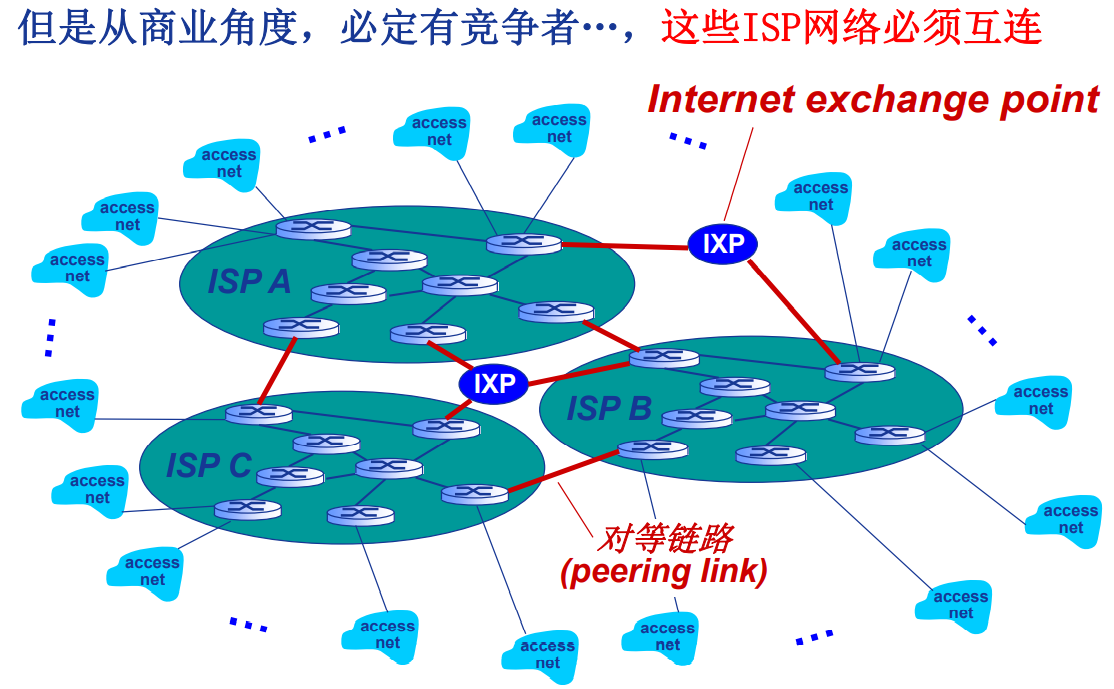 但是从商业角度，必定有竞争者…，这些ISP网络必须互连
Internet exchange point
access
net
access
net
access
net
access
net
access
net
access
net
access
net
IXP
ISP A
IXP
ISP B
access
net
access
net
ISP C
access
net
access
net
access
net
对等链路
(peering link)
access
net
access
net
access
net
access
net
access
net